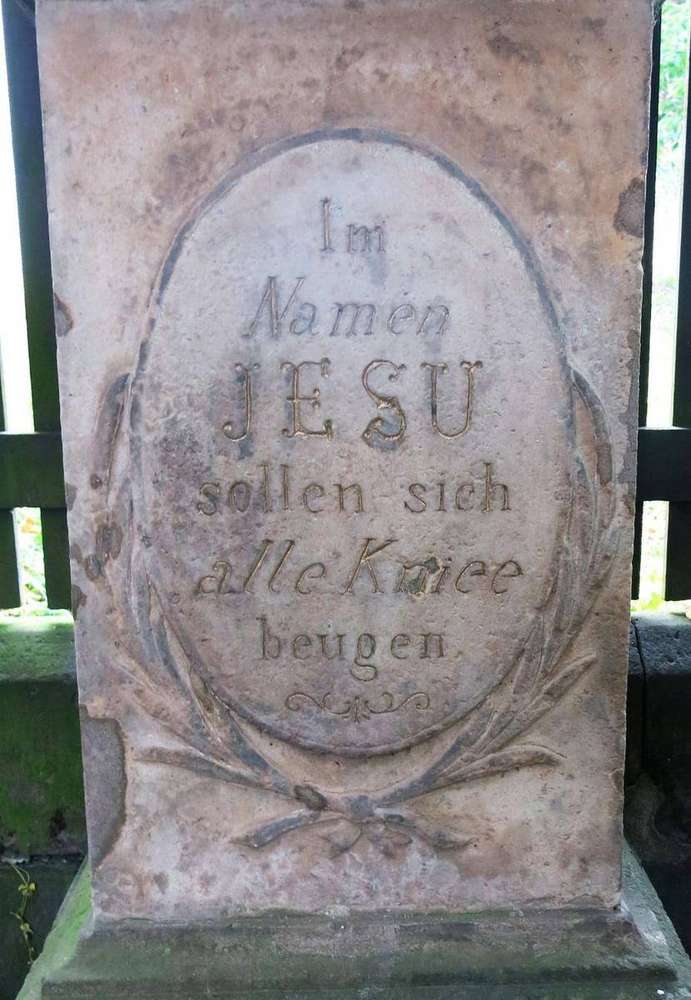 Im
Namen
JESU
sollen sich
alle Kniee
beugen